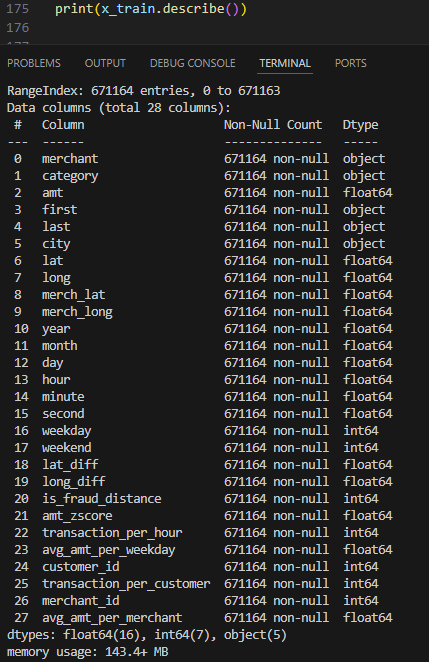 175 print(x_train.describe())
176
PROBLEMS OUTPUT DEBUG CONSOLE TERMINAL PORTS
RangeIndex: 671164 entries, 0 to 671163
Data columns (total 28 columns):
 #   Column                    Non-Null Count   Dtype
---  ------                    --------------   -----
 0   merchant                  671164 non-null  object
 1   category                  671164 non-null  object
 2   amt                       671164 non-null  float64
 3   first                     671164 non-null  object
 4   last                      671164 non-null  object
 5   city                      671164 non-null  object
 6   lat                       671164 non-null  float64
 7   long                      671164 non-null  float64
 8   merch_lat                 671164 non-null  float64
 9   merch_long                671164 non-null  float64
 10  year                      671164 non-null  float64
 11  month                     671164 non-null  float64
 12  day                       671164 non-null  float64
 13  hour                      671164 non-null  float64
 14  minute                    671164 non-null  float64
 15  second                    671164 non-null  float64
 16  weekday                   671164 non-null  int64
 17  weekend                   671164 non-null  int64
 18  lat_diff                  671164 non-null  float64
 19  long_diff                 671164 non-null  float64
 20  is_fraud_distance         671164 non-null  int64
 21  amt_zscore                671164 non-null  float64
 22  transaction_per_hour      671164 non-null  int64
 23  avg_amt_per_weekday       671164 non-null  float64
 24  customer_id               671164 non-null  int64
 25  transaction_per_customer  671164 non-null  int64
 26  merchant_id               671164 non-null  int64
 27  avg_amt_per_merchant      671164 non-null  float64
dtypes: float64(16), int64(7), object(5)
memory usage: 143.4+ MB